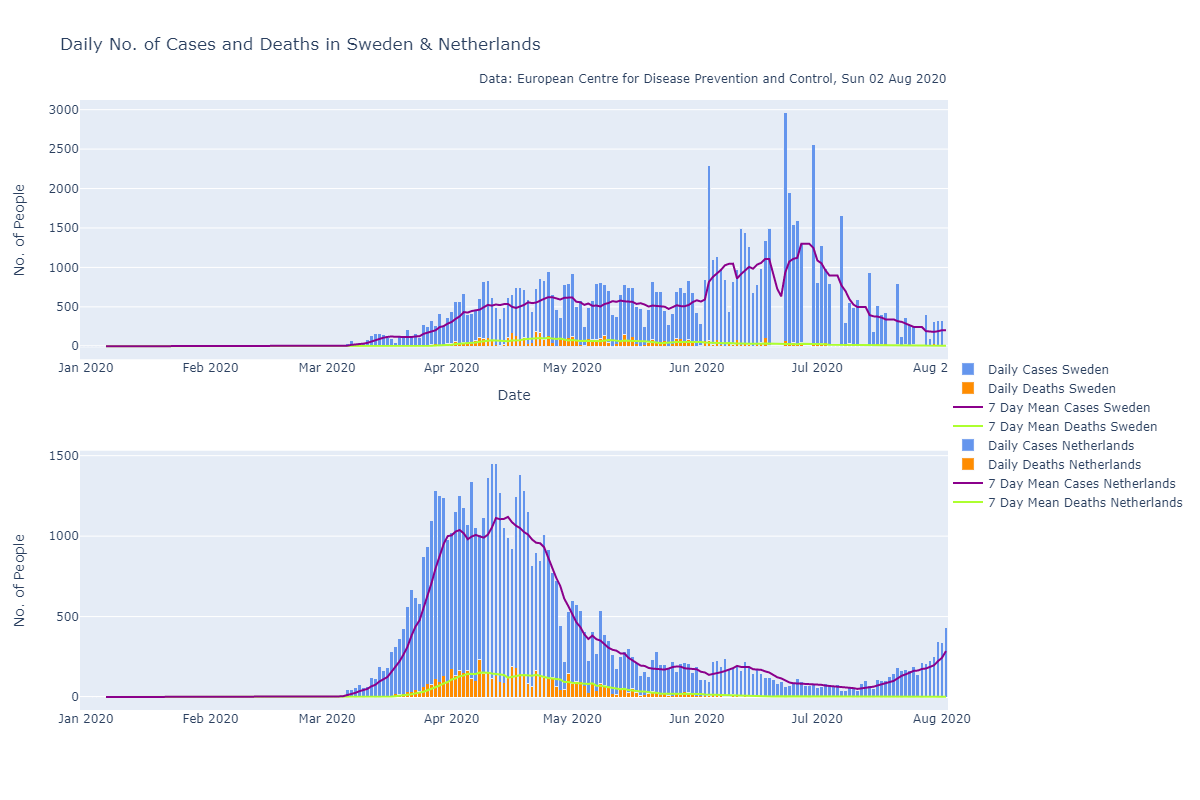 Daily No. of Cases and Deaths in Sweden & Netherlands
Data: European Centre for Disease Prevention and Control, Sun 02 Aug 2020
No. of People
3000
2500
2000
1500
1000
500
0
Jan 2020 Feb 2020 Mar 2020 Apr 2020 May 2020 Jun 2020 Jul 2020 Aug 2
Date
Daily Cases Sweden
Daily Deaths Sweden
7 Day Mean Cases Sweden
7 Day Mean Deaths Sweden
Daily Cases Netherlands
Daily Deaths Netherlands
7 Day Mean Cases Netherlands
7 Day Mean Deaths Netherlands
No. of People
1500
1000
500
0
Jan 2020 Feb 2020 Mar 2020 Apr 2020 May 2020 Jun 2020 Jul 2020 Aug 2020